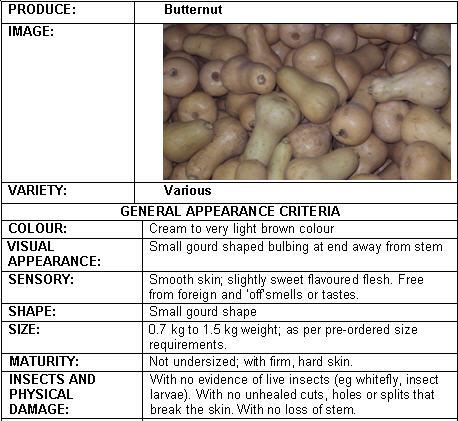 PRODUCE: Butternut
IMAGE:
VARIETY: Various
GENERAL APPEARANCE CRITERIA
COLOUR: Cream to very light brown colour
VISUAL Small gourd shaped bulbing at end away from stem
APPEARANCE:
SENSORY: Smooth skin; slightly sweet flavoured flesh. Free
from foreign and 'off'smells or tastes.
SHAPE: Small gourd shape
SIZE: 0.7 kg to 1.5 kg weight; as per pre-ordered size
requirements.
MATURITY: Not undersized; with firm, hard skin.
INSECTS AND With no evidence of live insects (eg whitefly, insect
PHYSICAL larvae). With no unhealed cuts, holes or splits that
DAMAGE: break the skin. With no loss of stem.